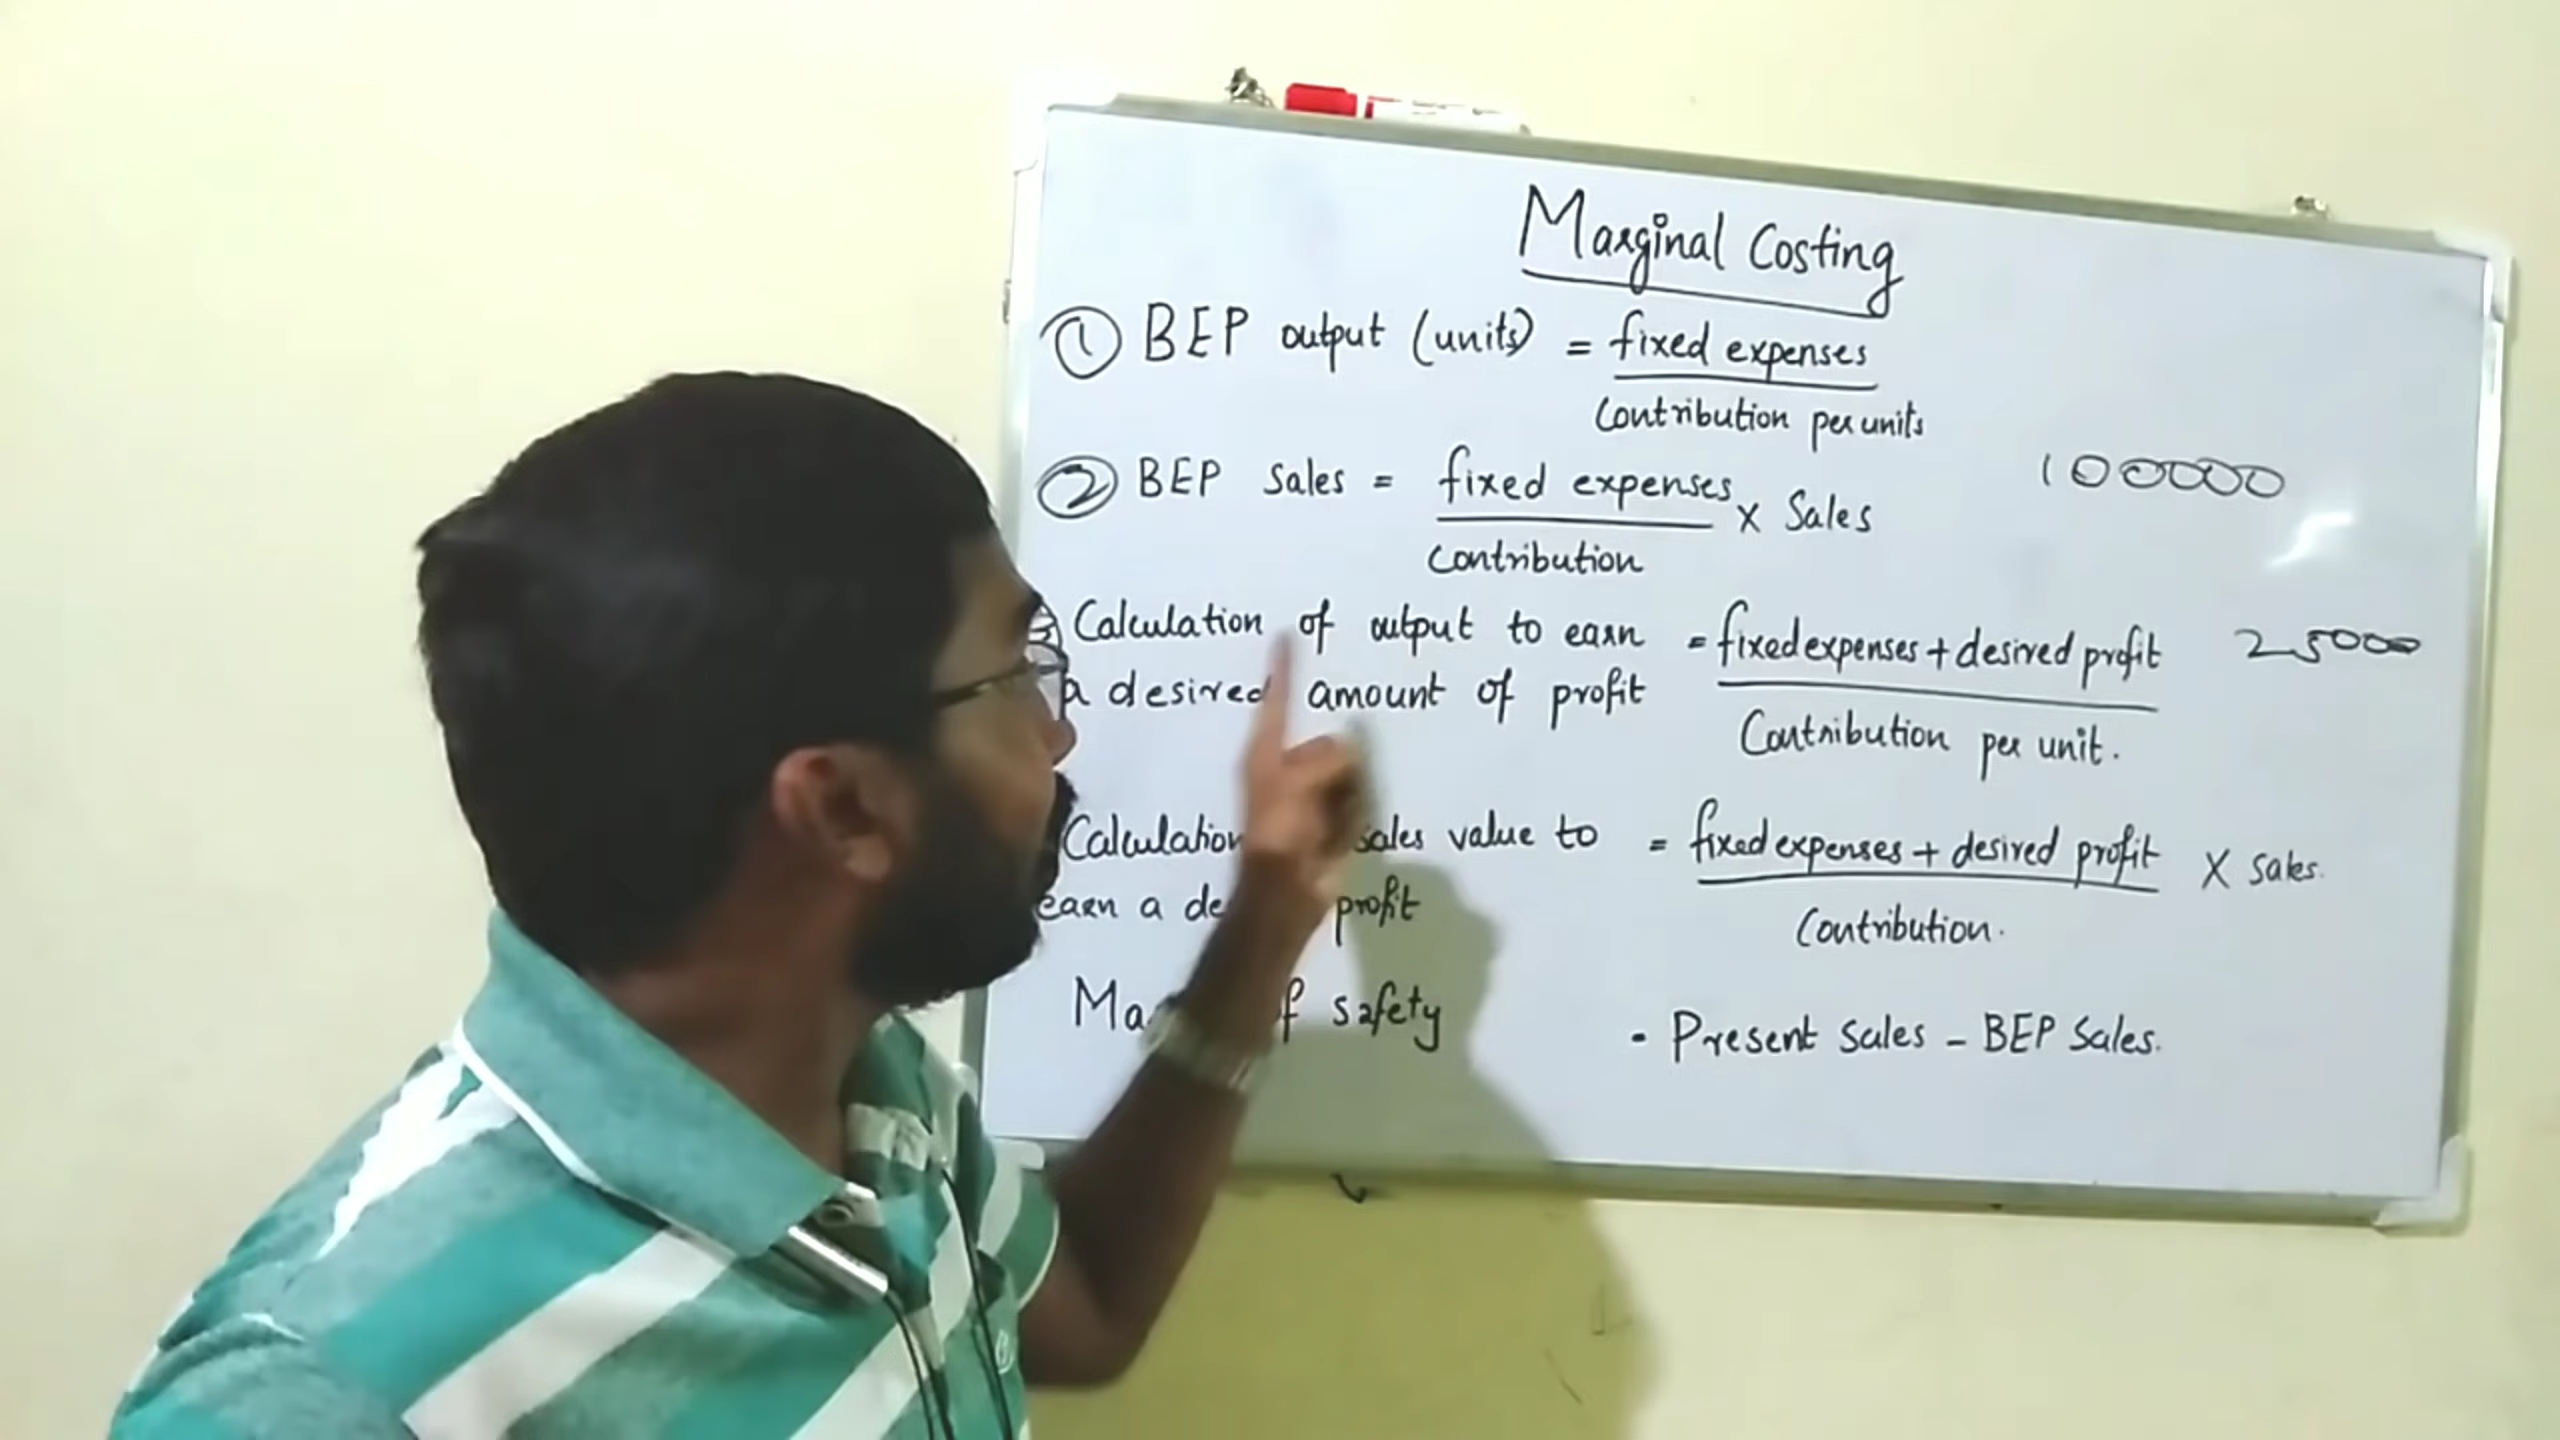 Marginal Costing
① BEP output (units) = fixed expenses
Contribution per units
② BEP Sales = fixed expenses X Sales
Contribution
100000
Calculation of output to earn = fixed expenses + desired profit
a desired amount of profit
Contribution per unit.
25000
Calculation sales value to = fixed expenses + desired profit X Sales.
earn a profit
Contribution.
safety - Present Sales - BEP Sales.